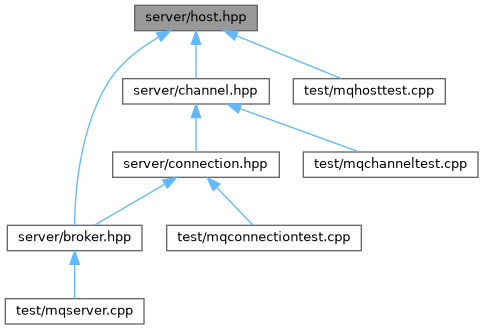 server/host.hpp
server/channel.hpp
test/mqhosttest.cpp
server/connection.hpp
test/mqchanneltest.cpp
server/broker.hpp
test/mqconnectiontest.cpp
test/mqserver.cpp